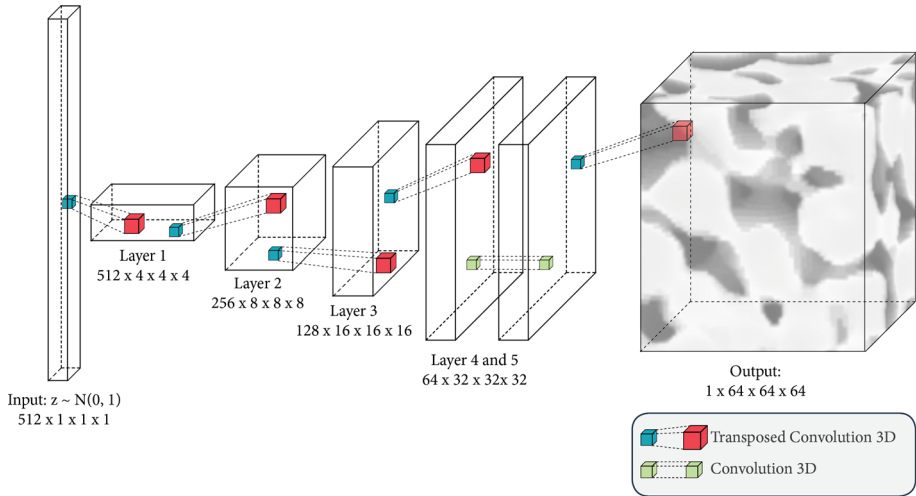 Layer 1
512 x 4 x 4 x 4
Layer 2
256 x 8 x 8 x 8
Layer 3
128 x 16 x 16 x 16
Layer 4 and 5
64 x 32 x 32x 32
Output:
1 x 64 x 64 x 64
Input: z ~ N(0, 1)
512 x 1 x 1 x 1
Transposed Convolution 3D
Convolution 3D